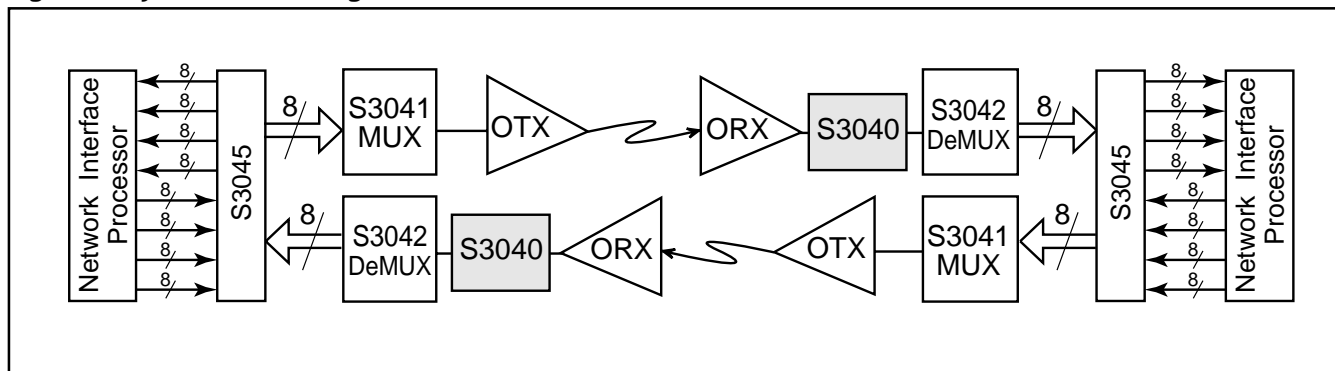 Network Interface
Processor
8
8
8
8
8
8
8
8
S3045
8
S3041
MUX
OTX
ORX
S3040
S3042
DeMUX
8
8
S3042
DeMUX
S3040
ORX
OTX
S3041
MUX
8
S3045
8
8
8
8
8
8
8
8
Network Interface
Processor